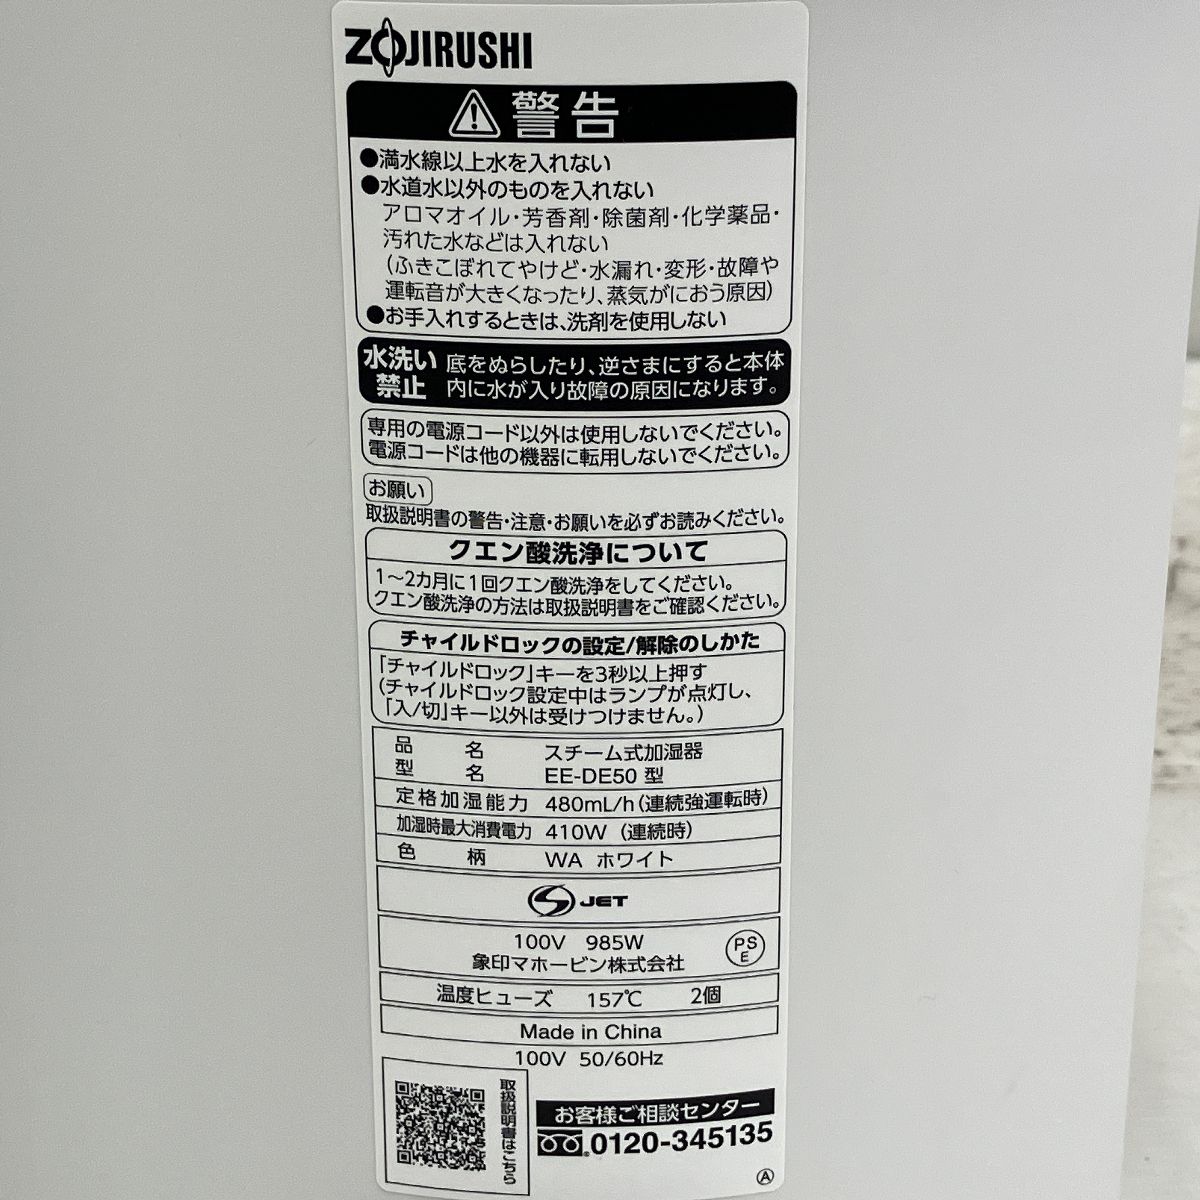 ZOJIRUSHI
警告
●満水線以上水を入れない
●水道水以外のものを入れない
アロマオイル・芳香剤・除菌剤・化学薬品・
汚れた水などは入れない
(ふきこぼれてやけど・水漏れ・変形・故障や
運転音が大きくなったり、蒸気がにおう原因)
●お手入れするときは、洗剤を使用しない
水洗い
禁止
底をぬらしたり、逆さまにすると本体
内に水が入り故障の原因になります。
専用の電源コード以外は使用しないでください。
電源コードは他の機器に転用しないでください。
お願い
取扱説明書の警告・注意・お願いを必ずお読みください。
クエン酸洗浄について
1〜2カ月に1回クエン酸洗浄をしてください。
クエン酸洗浄の方法は取扱説明書をご確認ください。
チャイルドロックの設定/解除のしかた
「チャイルドロック」キーを3秒以上押す
(チャイルドロック設定中はランプが点灯し、
「入/切」キー以外は受けつけません。)
品名 スチーム式加湿器
型名 EE-DE50 型
定格加湿能力 480mL/h(連続強運転時)
加湿時最大消費電力 410W (連続時)
色柄 WA ホワイト
S JET
100V 985W
象印マホービン株式会社
PS
E
温度ヒューズ 157℃ 2個
Made in China
100V 50/60Hz
取扱説明書はこちら
お客様ご相談センター
0120-345135
A